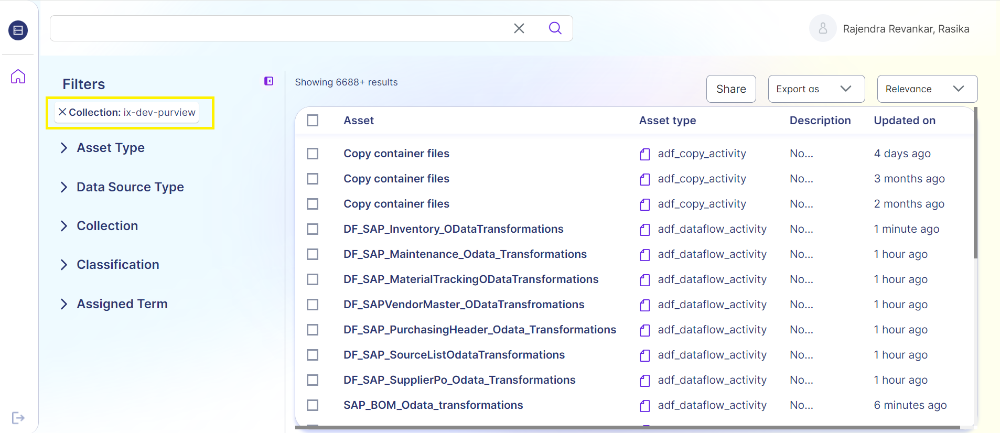 Rajendra Revankar, Rasika
Filters
Collection: ix-dev-purview
Asset Type
Data Source Type
Collection
Classification
Assigned Term
Showing 6688+ results
Share
Export as
Relevance
Asset Asset type Description Updated on
Copy container files adf_copy_activity No... 4 days ago
Copy container files adf_copy_activity No... 3 months ago
Copy container files adf_copy_activity No... 2 months ago
DF_SAP_Inventory_ODataTransformations adf_dataflow_activity No... 1 minute ago
DF_SAP_Maintenance_Odata_Transformations adf_dataflow_activity No... 1 hour ago
DF_SAP_MaterialTrackingODataTransformations adf_dataflow_activity No... 1 hour ago
DF_SAPVendorMaster_ODataTransfromations adf_dataflow_activity No... 1 hour ago
DF_SAP_PurchasingHeader_Odata_Transformations adf_dataflow_activity No... 1 hour ago
DF_SAP_SourceListOdataTransformations adf_dataflow_activity No... 1 hour ago
DF_SAP_SupplierPo_Odata_Transformations adf_dataflow_activity No... 1 hour ago
SAP_BOM_Odata_transformations adf_dataflow_activity No... 6 minutes ago